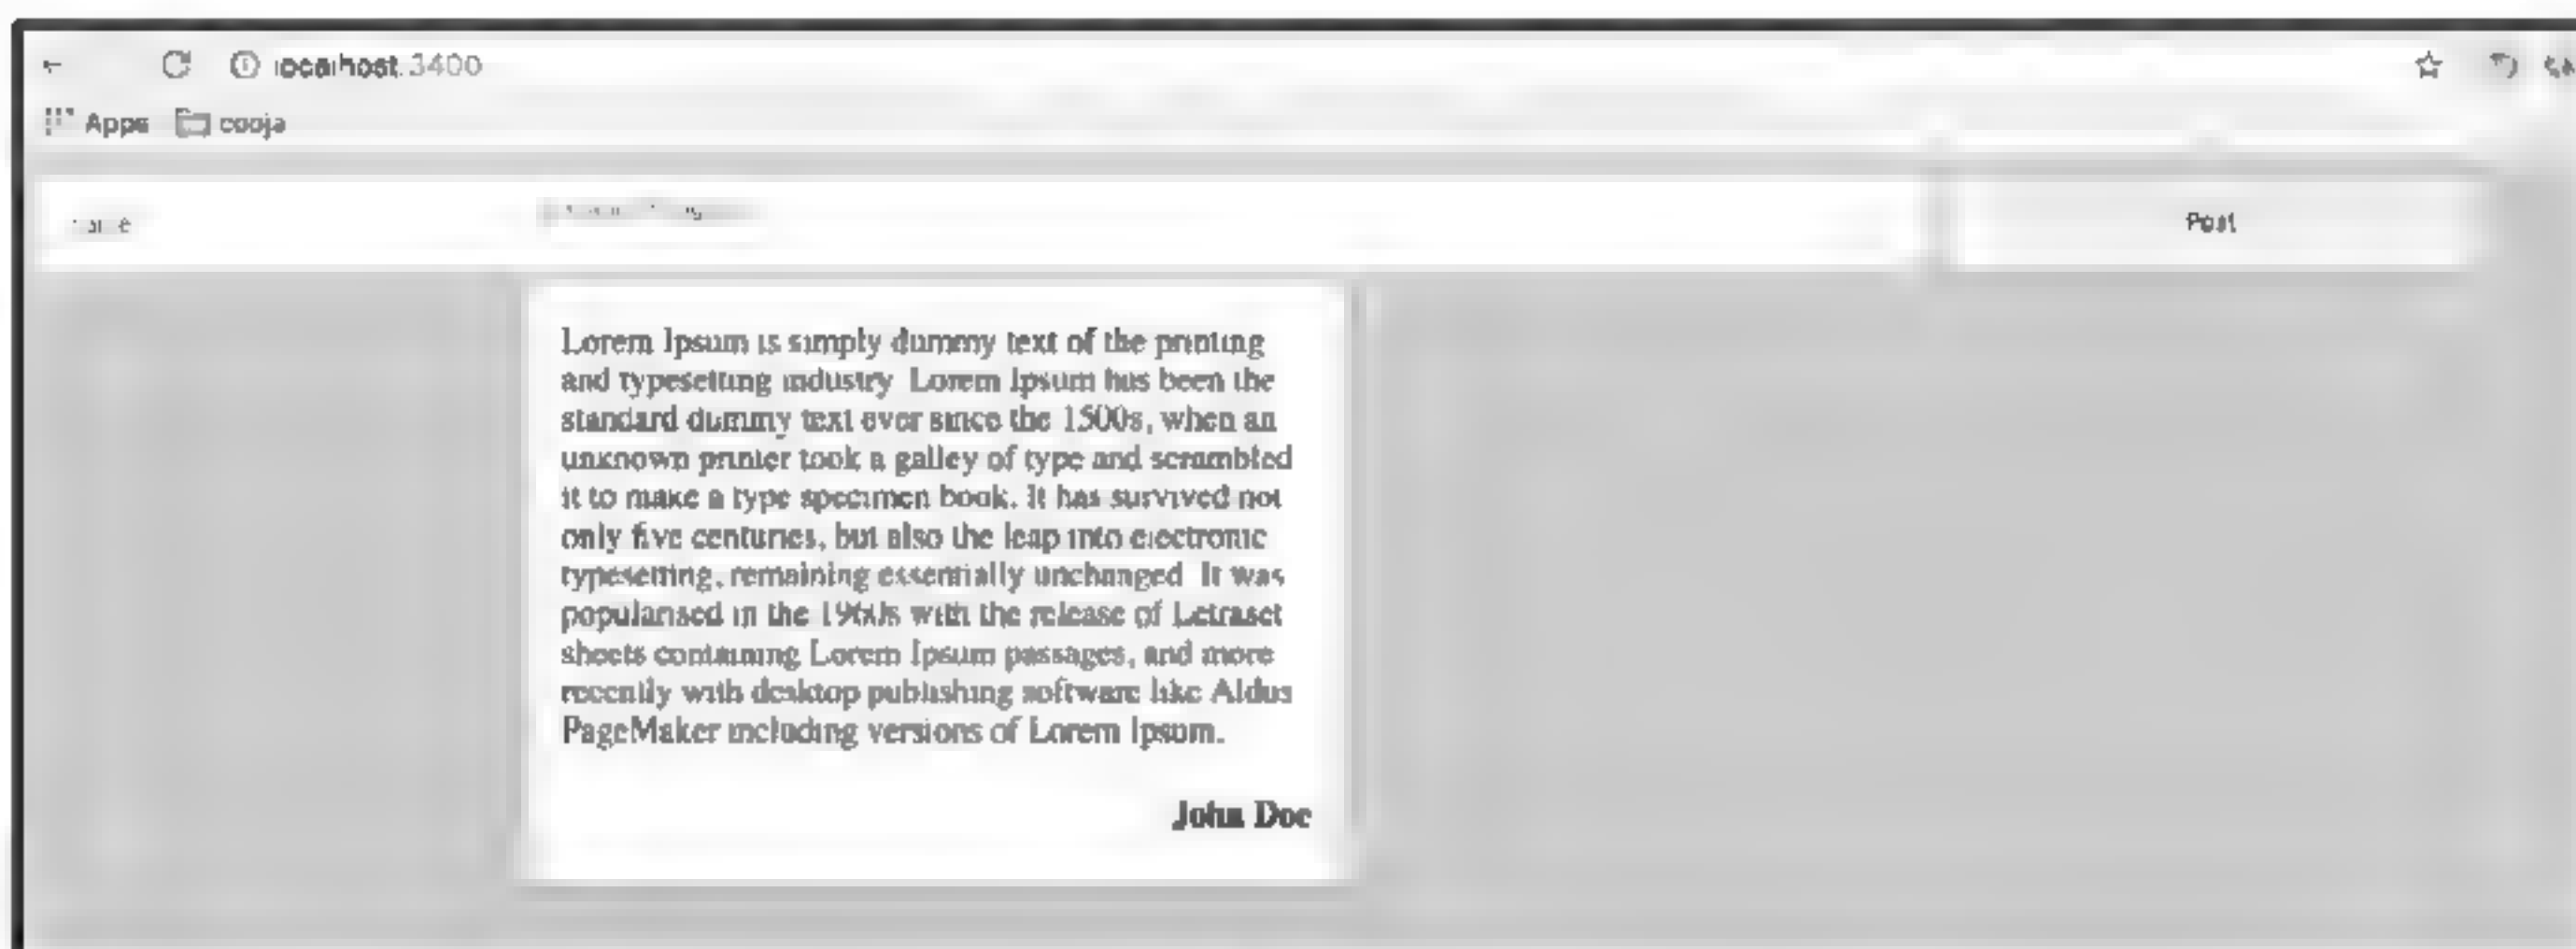 localhost:3400
Apps cooja
name
Post
Lorem Ipsum is simply dummy text of the printing
and typesetting industry. Lorem Ipsum has been the
standard dummy text ever since the 1500s, when an
unknown printer took a galley of type and scrambled
it to make a type specimen book. It has survived not
only five centuries, but also the leap into electronic
typesetting, remaining essentially unchanged. It was
popularised in the 1960s with the release of Letraset
sheets containing Lorem Ipsum passages, and more
recently with desktop publishing software like Aldus
PageMaker including versions of Lorem Ipsum.
John Doe